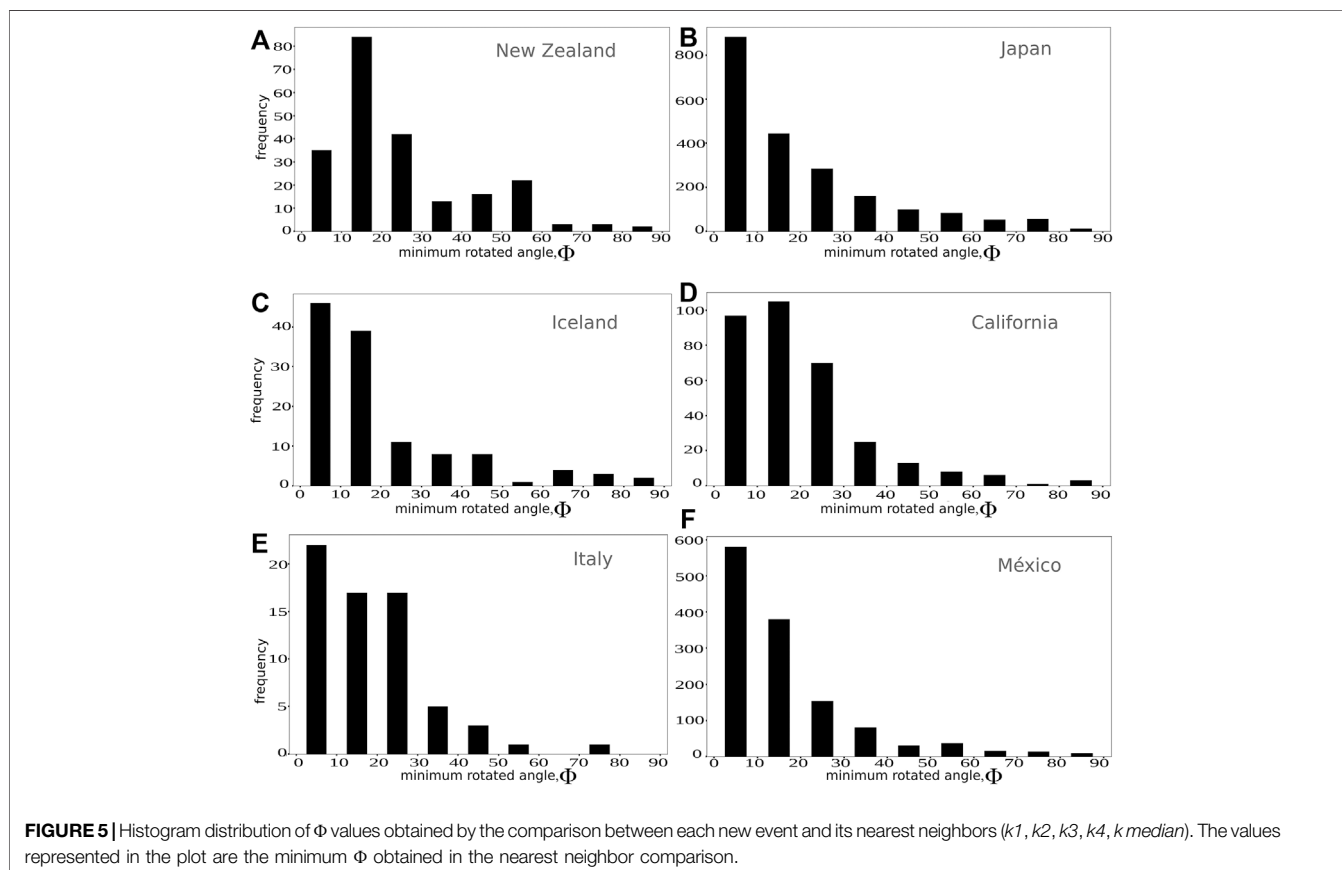 A
New Zealand
frequency
80
70
60
50
40
30
20
10
0
0 10 20 30 40 50 60 70 80 90
minimum rotated angle,Φ
B
Japan
800
600
400
200
0
0 10 20 30 40 50 60 70 80 90
minimum rotated angle,Φ
C
Iceland
frequency
40
30
20
10
0
0 10 20 30 40 50 60 70 80 90
minimum rotated angle,Φ
D
California
100
80
60
40
20
0
0 10 20 30 40 50 60 70 80 90
minimum rotated angle,Φ
E
Italy
frequency
20
15
10
5
0
0 10 20 30 40 50 60 70 80 90
minimum rotated angle,Φ
F
México
600
500
400
300
200
100
0
0 10 20 30 40 50 60 70 80 90
minimum rotated angle,Φ
FIGURE 5 | Histogram distribution of Φ values obtained by the comparison between each new event and its nearest neighbors (k1, k2, k3, k4, k median). The values
represented in the plot are the minimum Φ obtained in the nearest neighbor comparison.